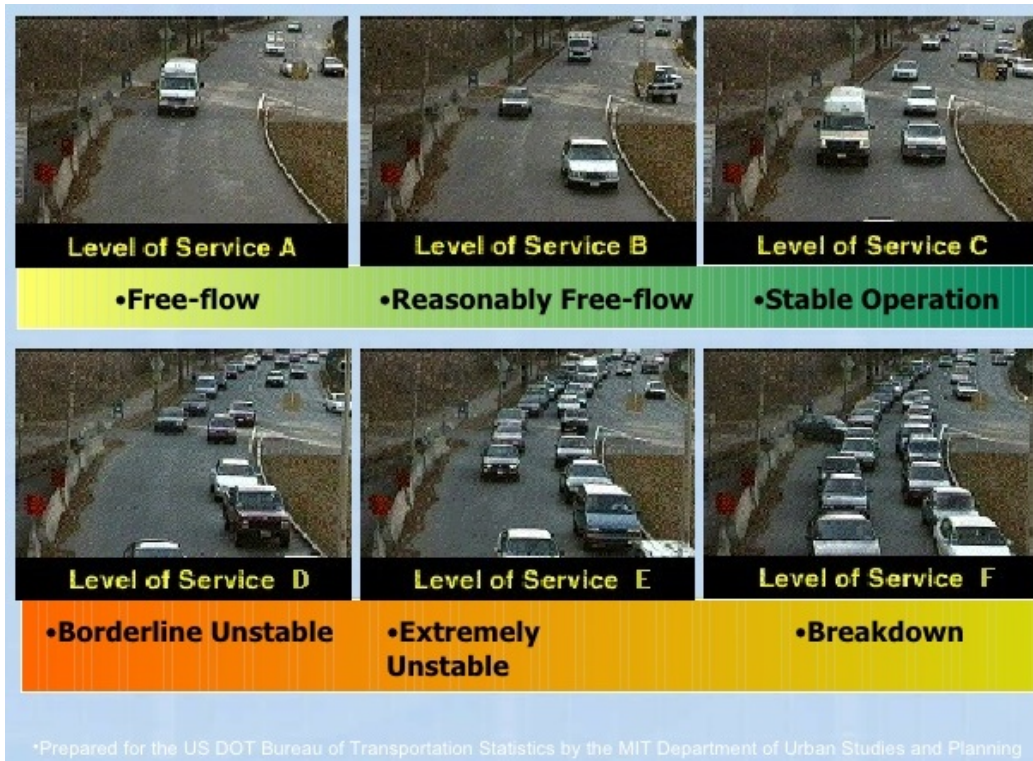 Level of Service A
Level of Service B
Level of Service C
•Free-flow
•Reasonably Free-flow
•Stable Operation
Level of Service D
Level of Service E
Level of Service F
•Borderline Unstable
•Extremely
Unstable
•Breakdown
•Prepared for the US DOT Bureau of Transportation Statistics by the MIT Department of Urban Studies and Planning